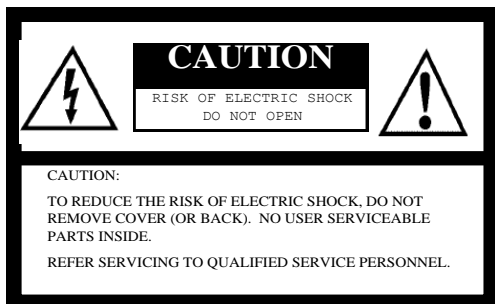 CAUTION
RISK OF ELECTRIC SHOCK
DO NOT OPEN
CAUTION:
TO REDUCE THE RISK OF ELECTRIC SHOCK, DO NOT
REMOVE COVER (OR BACK). NO USER SERVICEABLE
PARTS INSIDE.
REFER SERVICING TO QUALIFIED SERVICE PERSONNEL.